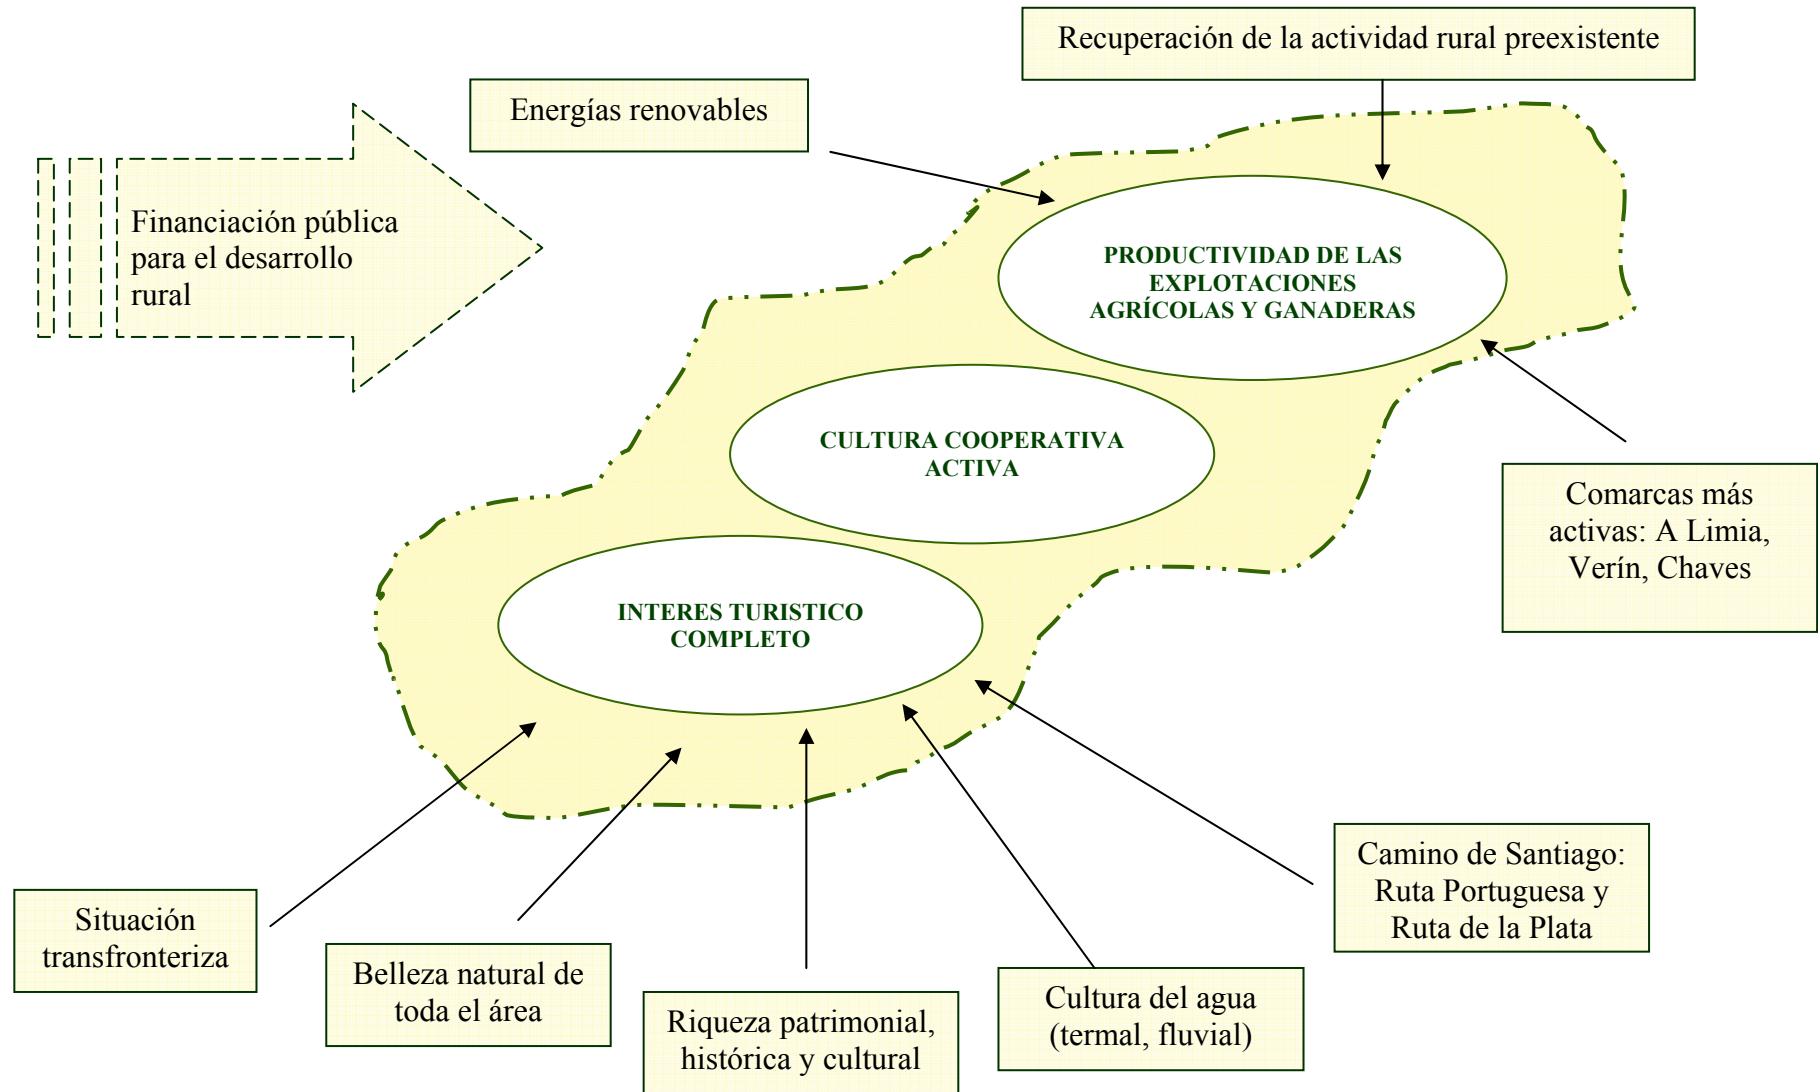 Recuperación de la actividad rural preexistente
Energías renovables
Financiación pública
para el desarrollo
rural
PRODUCTIVIDAD DE LAS
EXPLOTACIONES
AGRÍCOLAS Y GANADERAS
CULTURA COOPERATIVA
ACTIVA
Comarcas más
activas: A Limia,
Verín, Chaves
INTERES TURISTICO
COMPLETO
Camino de Santiago:
Ruta Portuguesa y
Ruta de la Plata
Situación
transfronteriza
Belleza natural de
toda el área
Riqueza patrimonial,
histórica y cultural
Cultura del agua
(termal, fluvial)